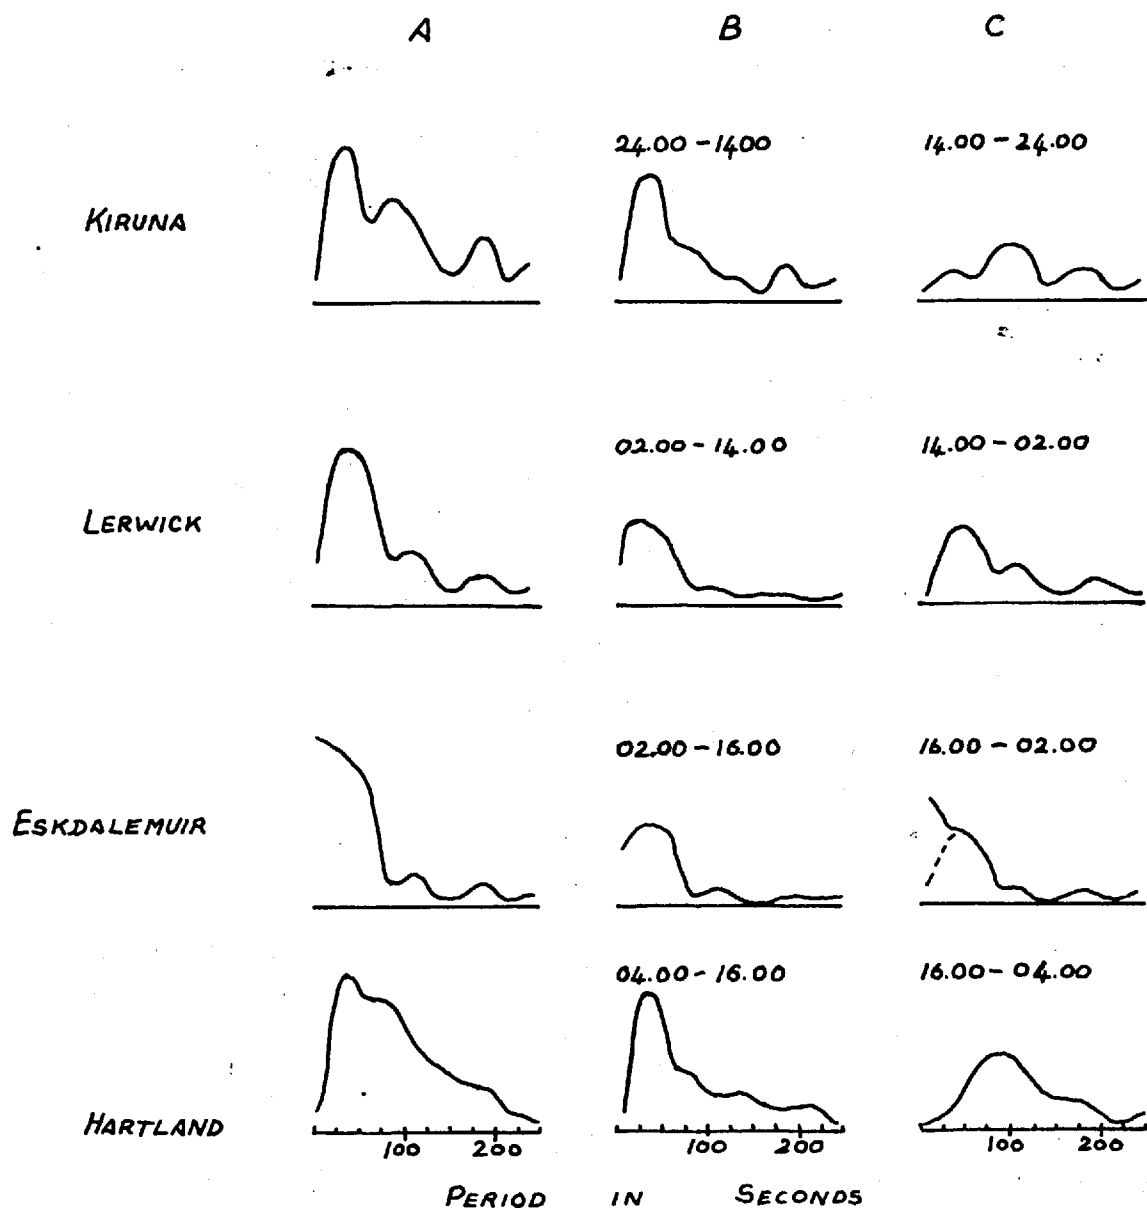 A B C
24.00 - 1400 14.00 - 24.00
KIRUNA
02.00 - 14.00 14.00 - 02.00
LERWICK
02.00 - 16.00 16.00 - 02.00
ESKDALEMUIR
04.00 - 16.00 16.00 - 04.00
HARTLAND
100 200 100 200 100 200
PERIOD IN SECONDS